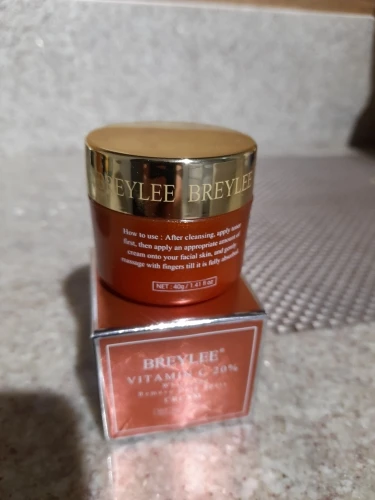 BREYLEE BREYLEE
How to use : After cleansing, apply toner
first, then apply an appropriate amount of
cream onto your facial skin, and gently
massage with fingers till it is fully absorbed.
NET : 40g / 1.41 fl oz
BREYLEE®
VITAMIN C 20%
CREAM